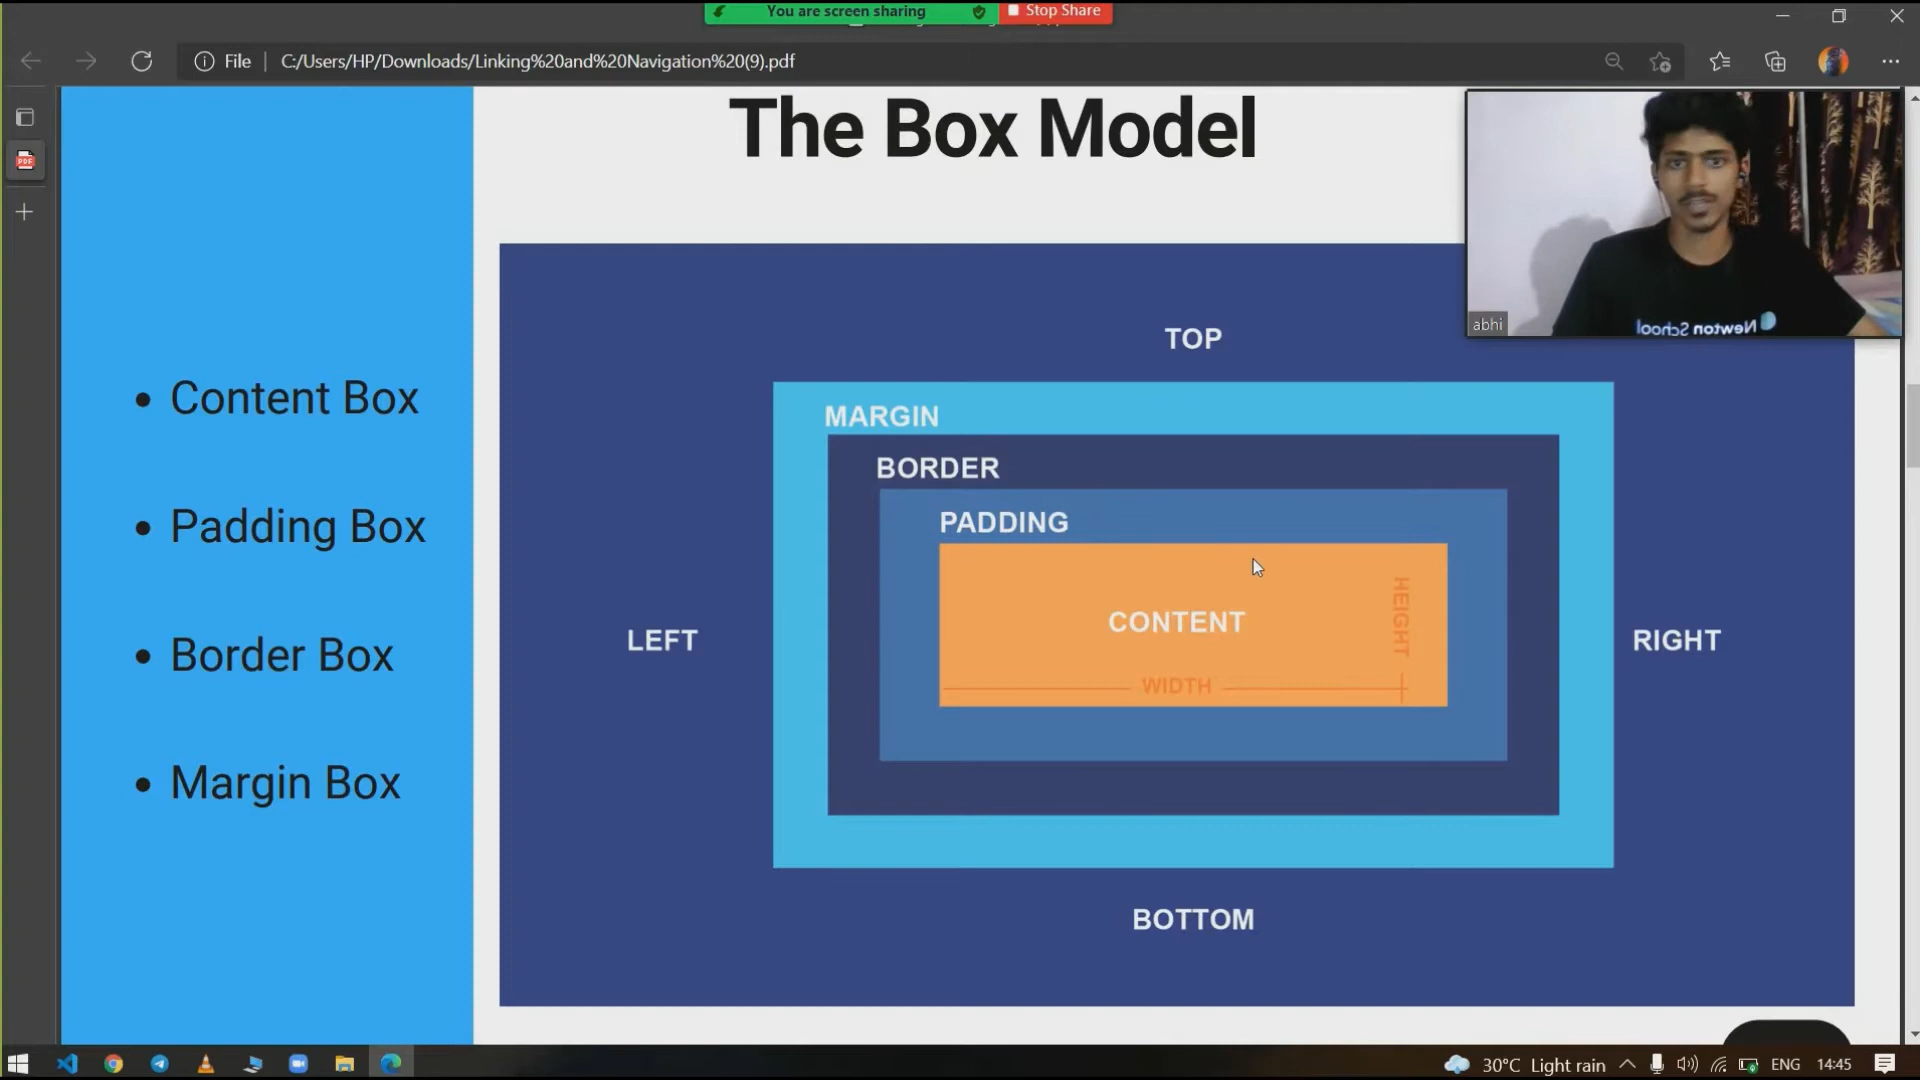 You are screen sharing
Stop Share
File
C:/Users/HP/Downloads/Linking%20and%20Navigation%20(9).pdf
The Box Model
Newton School
abhi
PDF
• Content Box
• Padding Box
• Border Box
• Margin Box
TOP
MARGIN
BORDER
PADDING
CONTENT
HEIGHT
WIDTH
LEFT
RIGHT
BOTTOM
30°C Light rain
ENG
14:45